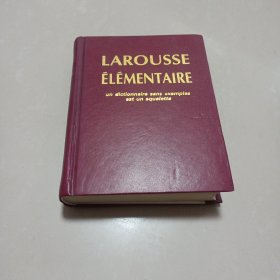 LAROUSSE
ÉLÉMENTAIRE
un dictionnaire sans exemples
est un squelette